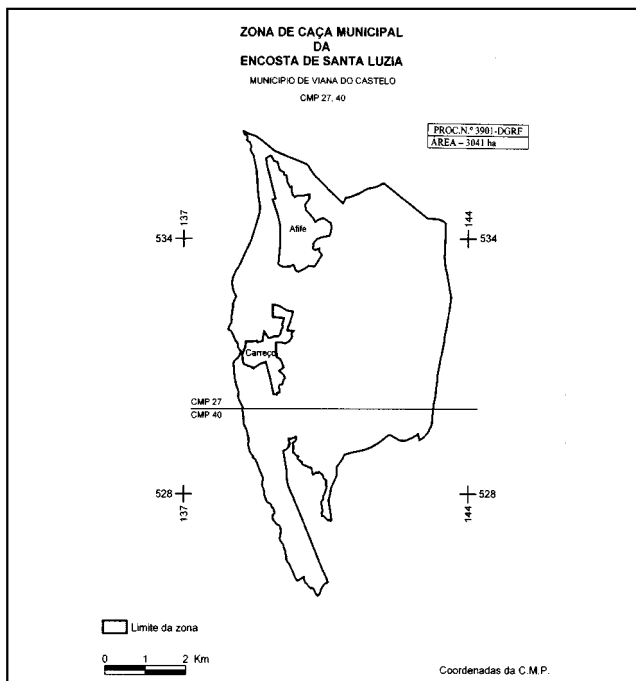 ZONA DE CAÇA MUNICIPAL
DA
ENCOSTA DE SANTA LUZIA
MUNICIPIO DE VIANA DO CASTELO
CMP 27, 40
PROC.N.º 3901-DGRF
ÁREA – 3041 ha
137
144
534
534
Afife
Carreço
CMP 27
CMP 40
528
528
137
144
Limite da zona
0 1 2 Km
Coordenadas da C.M.P.